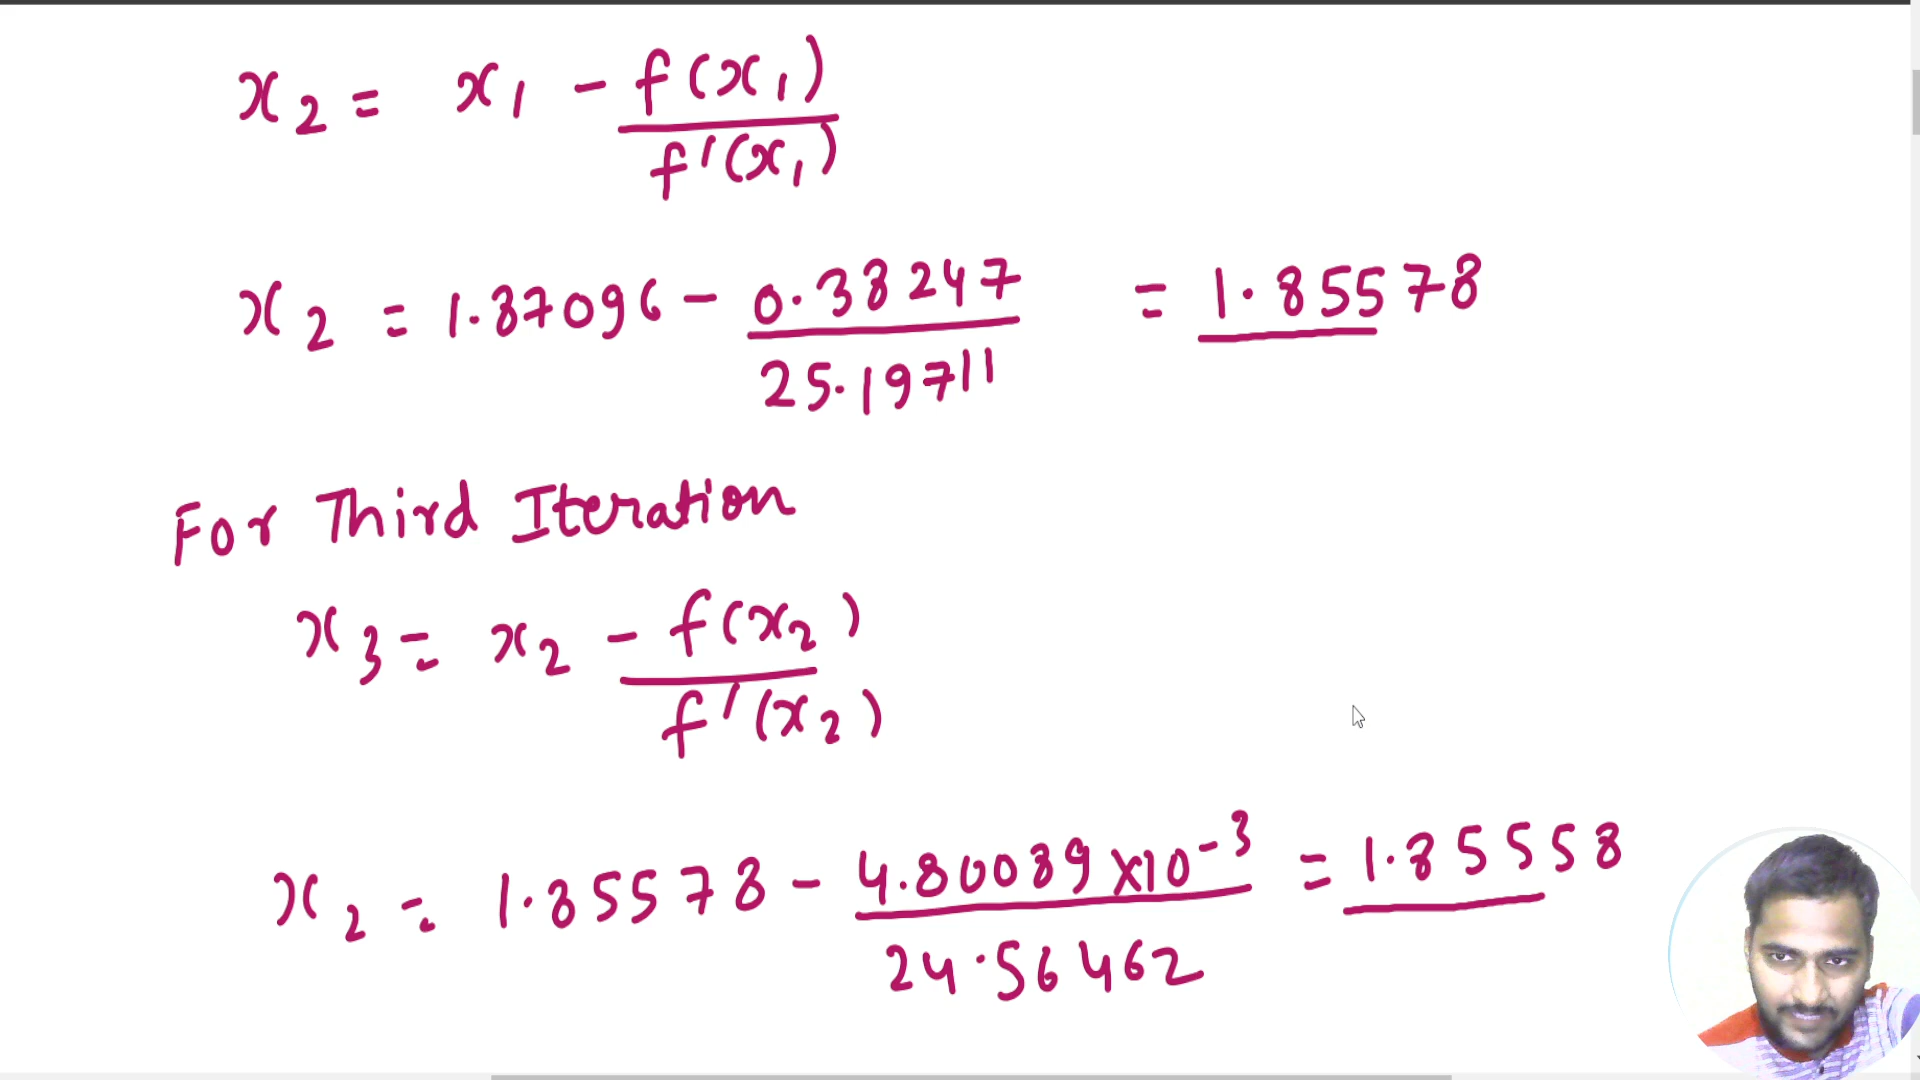 x₂ = x₁ - f(x₁)/f'(x₁)
x₂ = 1.87096 - 0.38247/25.19711 = 1.85578
For Third Iteration
x₃ = x₂ - f(x₂)/f'(x₂)
x₂ = 1.85578 - 4.80089×10⁻³/24.56462 = 1.85558